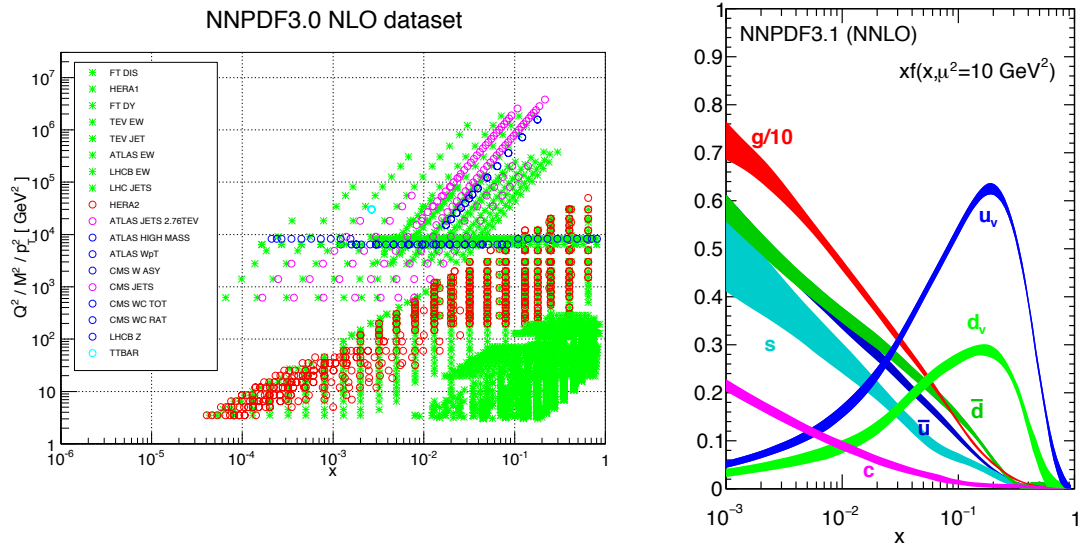 NNPDF3.0 NLO dataset
Q² / M² / p²_T [ GeV² ]
10⁷
10⁶
10⁵
10⁴
10³
10²
10
1
FT DIS
HERA1
FT DY
TEV EW
TEV JET
ATLAS EW
LHCB EW
LHC JETS
HERA2
ATLAS JETS 2.76TEV
ATLAS HIGH MASS
ATLAS WpT
CMS W ASY
CMS JETS
CMS WC TOT
CMS WC RAT
LHCB Z
TTBAR
10⁻⁶ 10⁻⁵ 10⁻⁴ 10⁻³ 10⁻² 10⁻¹ 1
x
NNPDF3.1 (NNLO)
xf(x,μ²=10 GeV²)
1
0.9
0.8
0.7
0.6
0.5
0.4
0.3
0.2
0.1
0
g/10
u_v
d_v
s
d̄
ū
c
10⁻³ 10⁻² 10⁻¹ 1
x